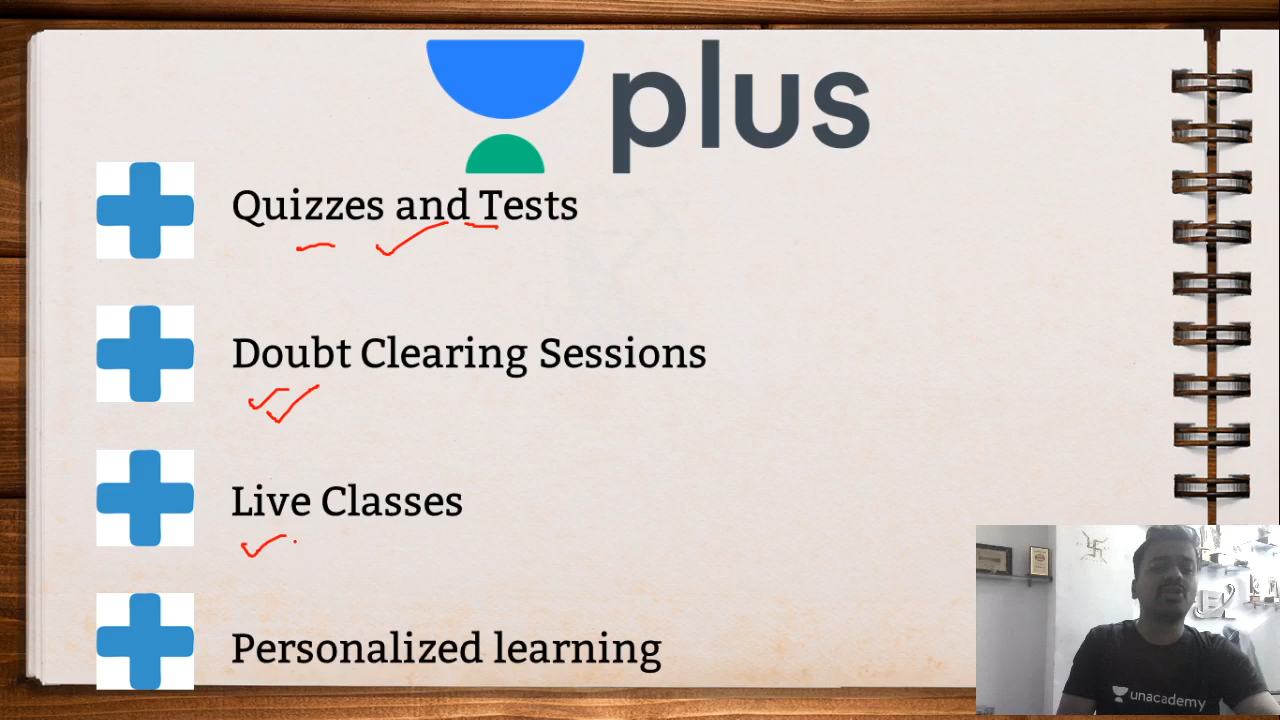 plus
Quizzes and Tests
Doubt Clearing Sessions
Live Classes
Personalized learning
unacademy